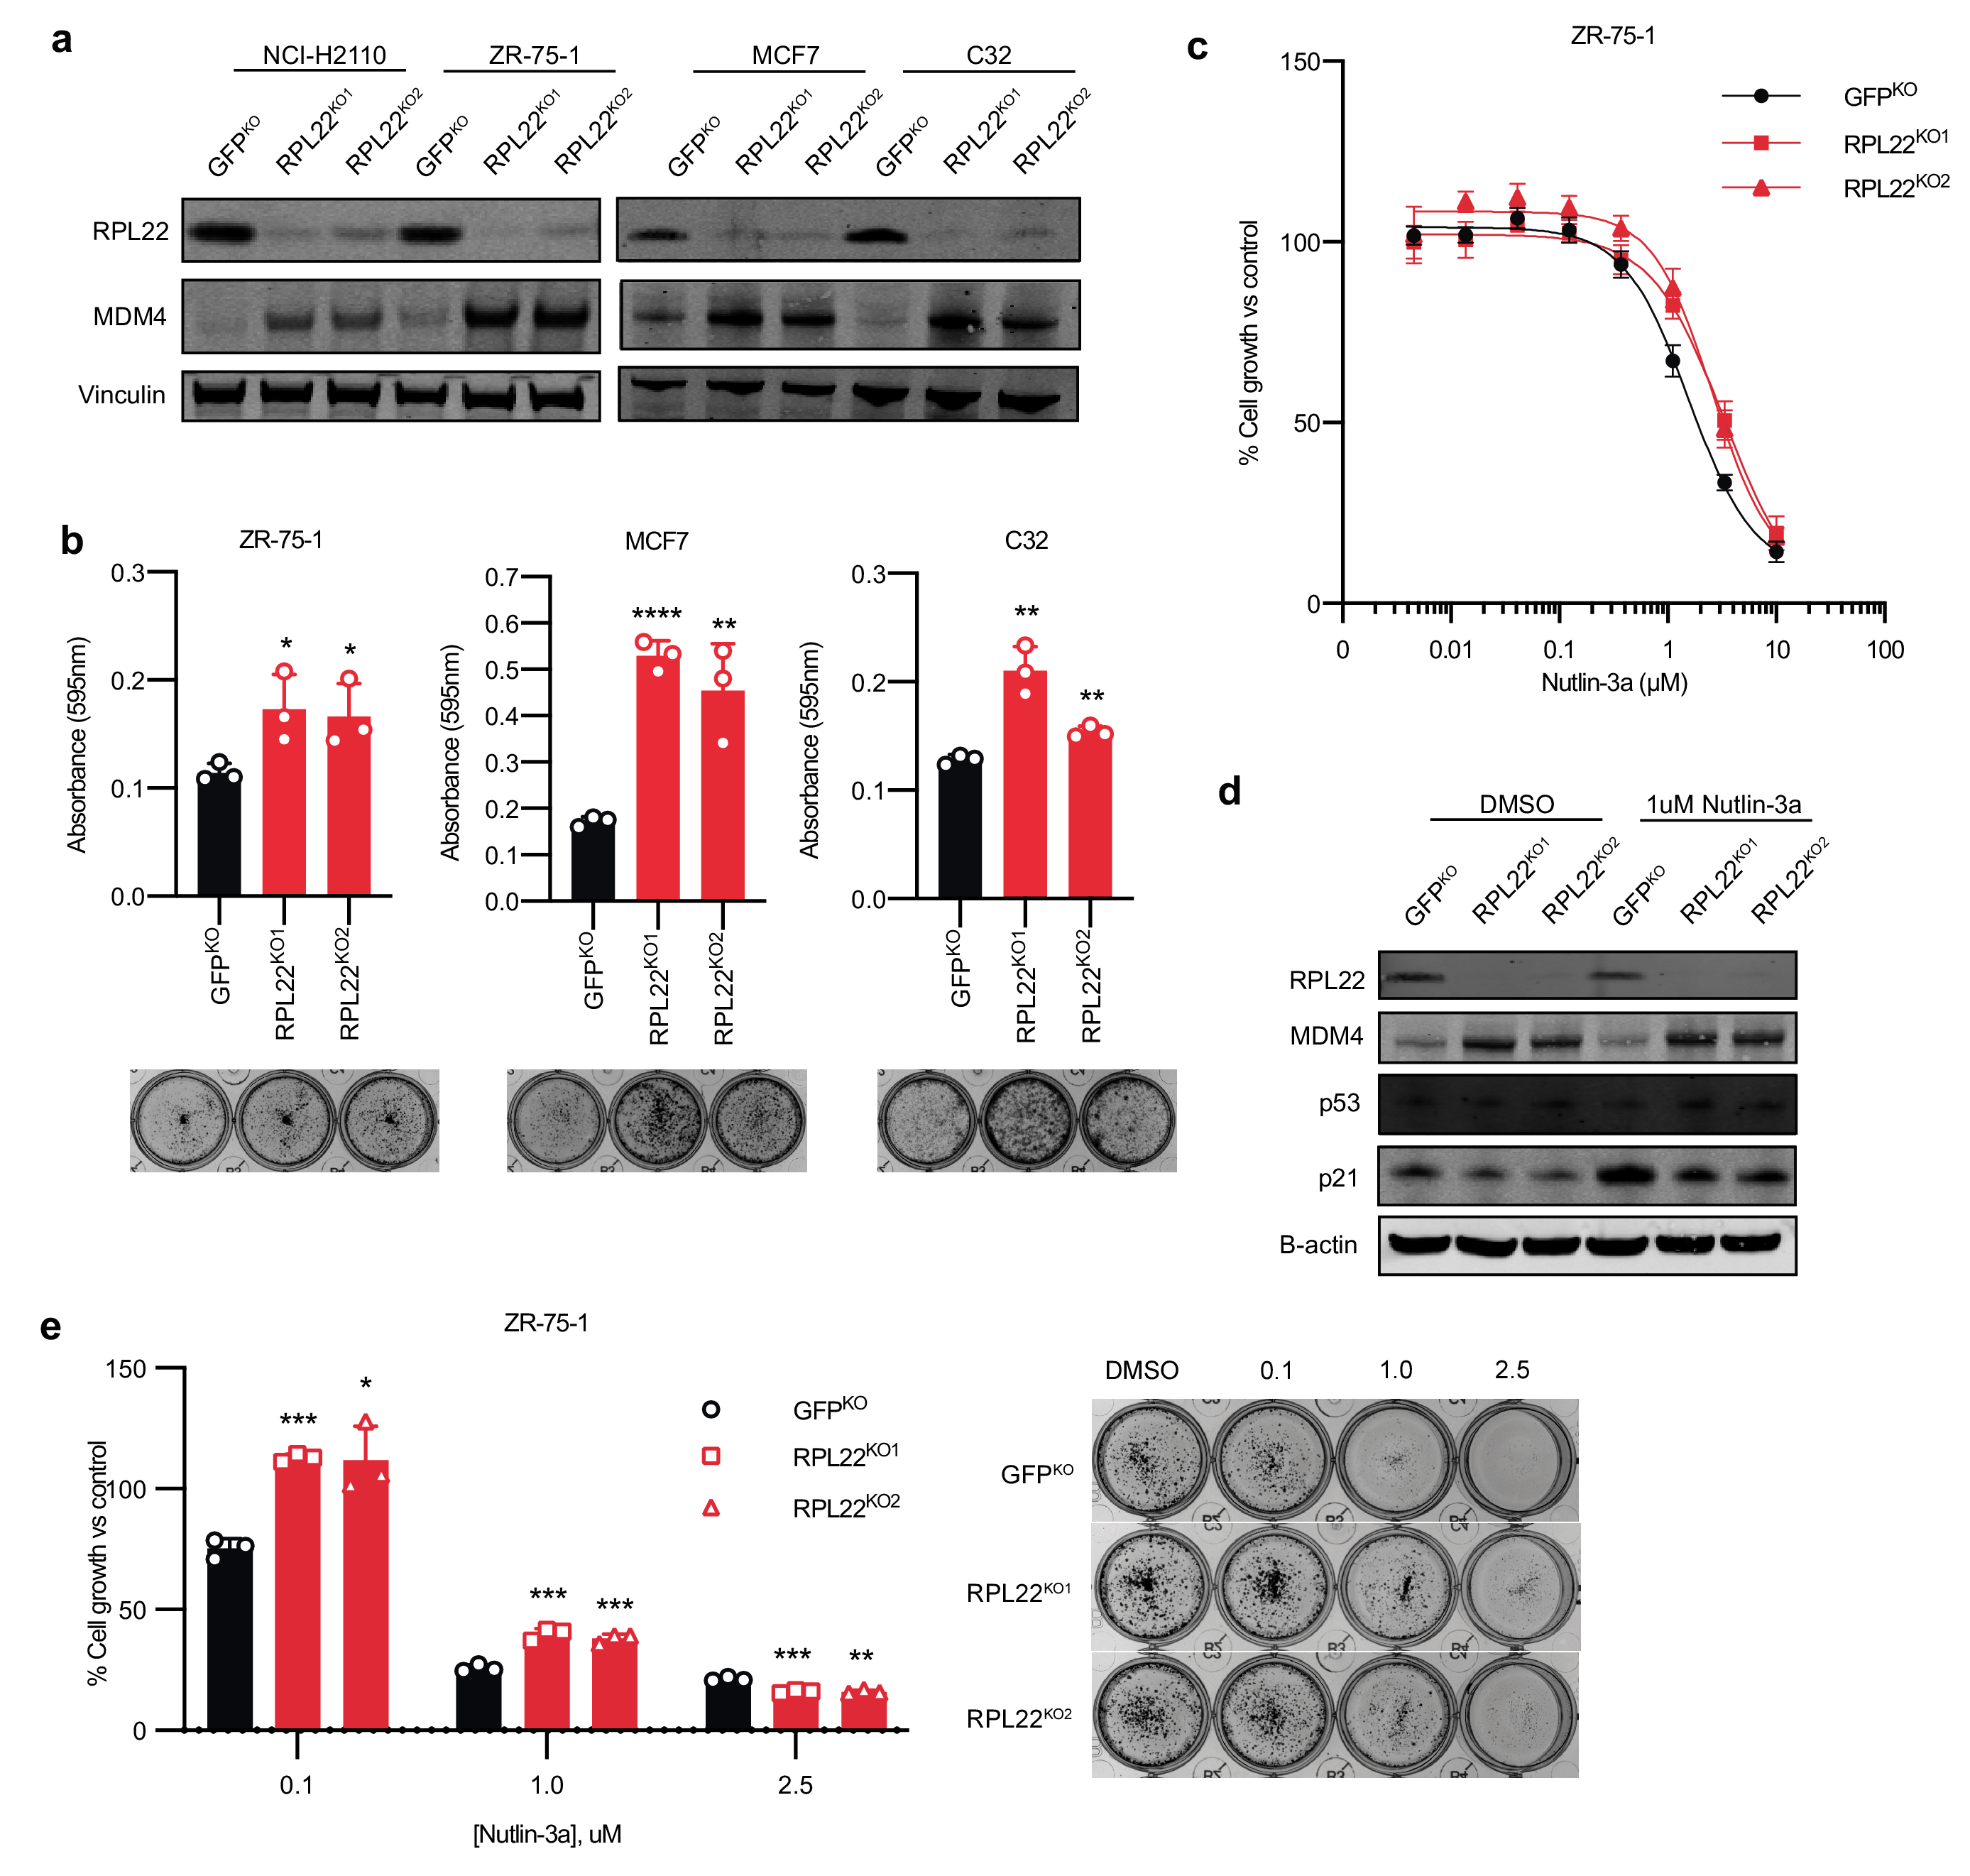 a
NCI-H2110 ZR-75-1 MCF7 C32
GFPKO RPL22KO1 RPL22KO2 GFPKO RPL22KO1 RPL22KO2 GFPKO RPL22KO1 RPL22KO2 GFPKO RPL22KO1 RPL22KO2
RPL22
MDM4
Vinculin
b
ZR-75-1
Absorbance (595nm)
0.3
0.2
0.1
0.0
* *
GFPKO RPL22KO1 RPL22KO2
MCF7
Absorbance (595nm)
0.7
0.6
0.5
0.4
0.3
0.2
0.1
0.0
**** **
GFPKO RPL22KO1 RPL22KO2
C32
Absorbance (595nm)
0.3
0.2
0.1
0.0
** **
GFPKO RPL22KO1 RPL22KO2
c
ZR-75-1
GFPKO
RPL22KO1
RPL22KO2
% Cell growth vs control
150
100
50
0
0 0.01 0.1 1 10 100
Nutlin-3a (µM)
d
DMSO 1uM Nutlin-3a
GFPKO RPL22KO1 RPL22KO2 GFPKO RPL22KO1 RPL22KO2
RPL22
MDM4
p53
p21
B-actin
e
ZR-75-1
% Cell growth vs control
150
100
50
0
*** *
*** ***
*** **
GFPKO
RPL22KO1
RPL22KO2
0.1 1.0 2.5
[Nutlin-3a], uM
DMSO 0.1 1.0 2.5
GFPKO
RPL22KO1
RPL22KO2